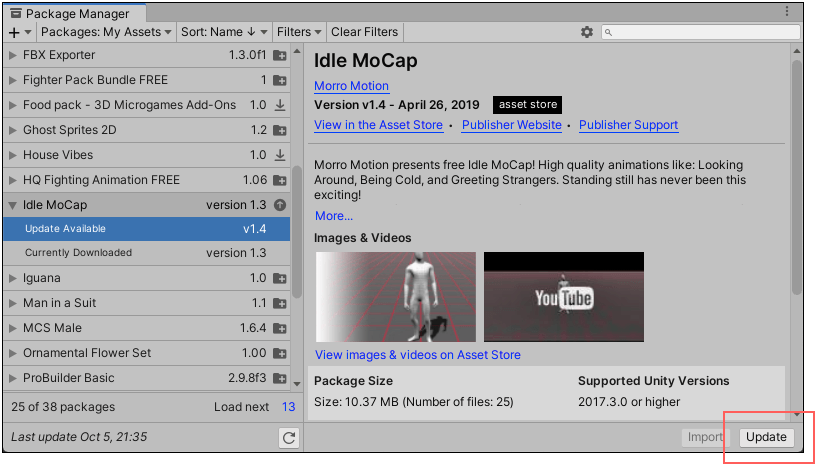 Package Manager
+ Packages: My Assets Sort: Name ↓ Filters Clear Filters
FBX Exporter 1.3.0f1
Fighter Pack Bundle FREE 1
Food pack - 3D Microgames Add-Ons 1.0
Ghost Sprites 2D 1.2
House Vibes 1.0
HQ Fighting Animation FREE 1.06
Idle MoCap version 1.3
Update Available v1.4
Currently Downloaded version 1.3
Iguana 1.0
Man in a Suit 1.1
MCS Male 1.6.4
Ornamental Flower Set 1.00
ProBuilder Basic 2.9.8f3
25 of 38 packages Load next 13
Last update Oct 5, 21:35
Idle MoCap
Morro Motion
Version v1.4 - April 26, 2019 asset store
View in the Asset Store • Publisher Website • Publisher Support
Morro Motion presents free Idle MoCap! High quality animations like: Looking
Around, Being Cold, and Greeting Strangers. Standing still has never been this
exciting!
More...
Images & Videos
YouTube
View images & videos on Asset Store
Package Size Supported Unity Versions
Size: 10.37 MB (Number of files: 25) 2017.3.0 or higher
Import Update